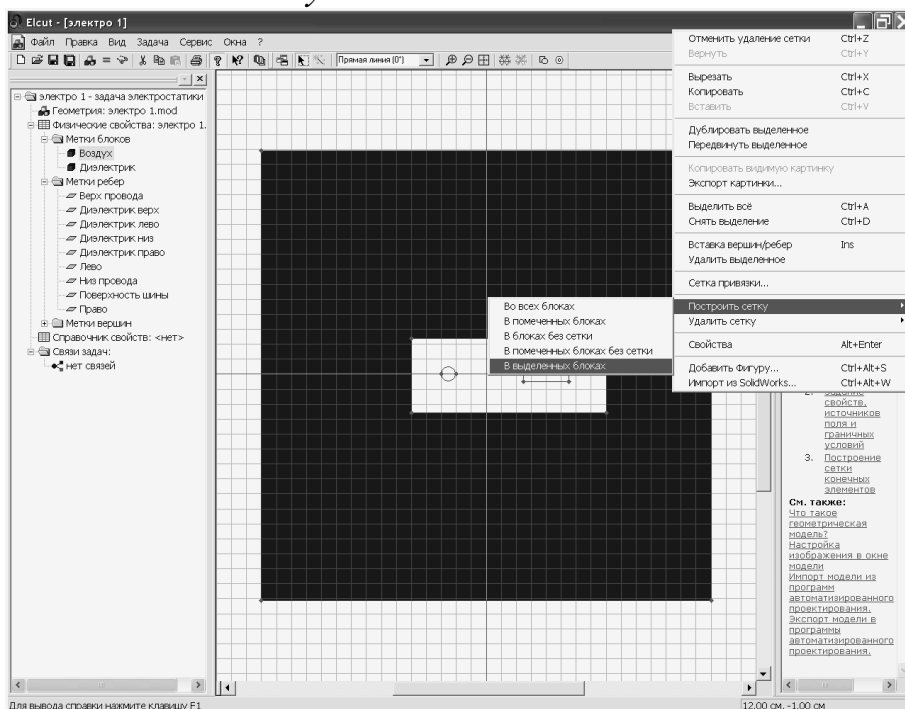 Elcut - [электро 1]
Файл Правка Вид Задача Сервис Окна ?
Прямая линия (0°)
электро 1 - задача электростатики
Геометрия: электро 1.mod
Физические свойства: электро 1.
Метки блоков
Воздух
Диэлектрик
Метки ребер
Верх провода
Диэлектрик верх
Диэлектрик лево
Диэлектрик низ
Диэлектрик право
Лево
Низ провода
Поверхность шины
Право
Метки вершин
Справочник свойств: <нет>
Связи задач:
нет связей
Отменить удаление сетки Ctrl+Z
Вернуть Ctrl+Y
Вырезать Ctrl+X
Копировать Ctrl+C
Вставить Ctrl+V
Дублировать выделенное
Передвинуть выделенное
Копировать видимую картинку
Экспорт картинки...
Выделить всё Ctrl+A
Снять выделение Ctrl+D
Вставка вершин/ребер Ins
Удалить выделенное
Сетка привязки...
Построить сетку
Удалить сетку
Свойства Alt+Enter
Добавить Фигуру... Ctrl+Alt+S
Импорт из SolidWorks... Ctrl+Alt+W
Во всех блоках
В помеченных блоках
В блоках без сетки
В помеченных блоках без сетки
В выделенных блоках
свойств,
источников
поля и
граничных
условий
3. Построение
сетки
конечных
элементов
См. также:
Что такое
геометрическая
модель?
Настройка
изображения в окне
модели
Импорт модели из
программ
автоматизированного
проектирования.
Экспорт модели в
программы
автоматизированного
проектирования.
Для вывода справки нажмите клавишу F1
12.00 см, -1.00 см